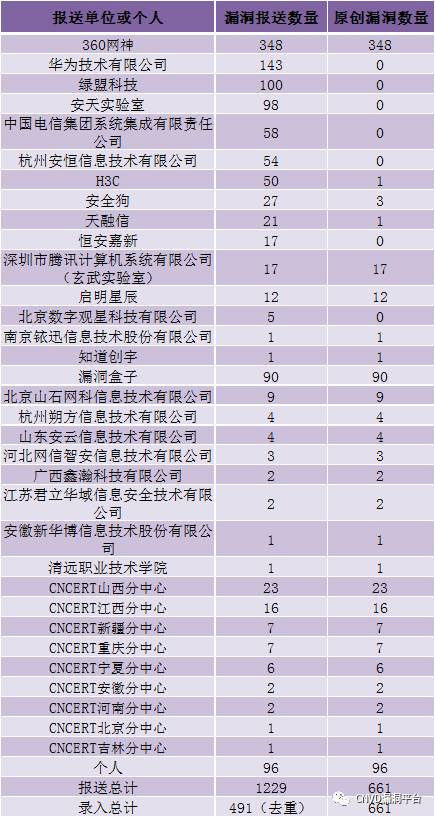 报送单位或个人 漏洞报送数量 原创漏洞数量
360网神 348 348
华为技术有限公司 143 0
绿盟科技 100 0
安天实验室 98 0
中国电信集团系统集成有限责任
公司 58 0
杭州安恒信息技术有限公司 54 0
H3C 50 1
安全狗 27 3
天融信 21 1
恒安嘉新 17 0
深圳市腾讯计算机系统有限公司
（玄武实验室） 17 17
启明星辰 12 12
北京数字观星科技有限公司 5 0
南京铱迅信息技术股份有限公司 1 1
知道创宇 1 1
漏洞盒子 90 90
北京山石网科信息技术有限公司 9 9
杭州朔方信息技术有限公司 4 4
山东安云信息技术有限公司 4 4
河北网信智安信息技术有限公司 3 3
广西鑫瀚科技有限公司 2 2
江苏君立华域信息安全技术有限
公司 2 2
安徽新华博信息技术股份有限公
司 1 1
清远职业技术学院 1 1
CNCERT山西分中心 23 23
CNCERT江西分中心 16 16
CNCERT新疆分中心 7 7
CNCERT重庆分中心 7 7
CNCERT宁夏分中心 6 6
CNCERT安徽分中心 2 2
CNCERT河南分中心 2 2
CNCERT北京分中心 1 1
CNCERT吉林分中心 1 1
个人 96 96
报送总计 1229 661
录入总计 491（去重） 661
CNVD漏洞平台